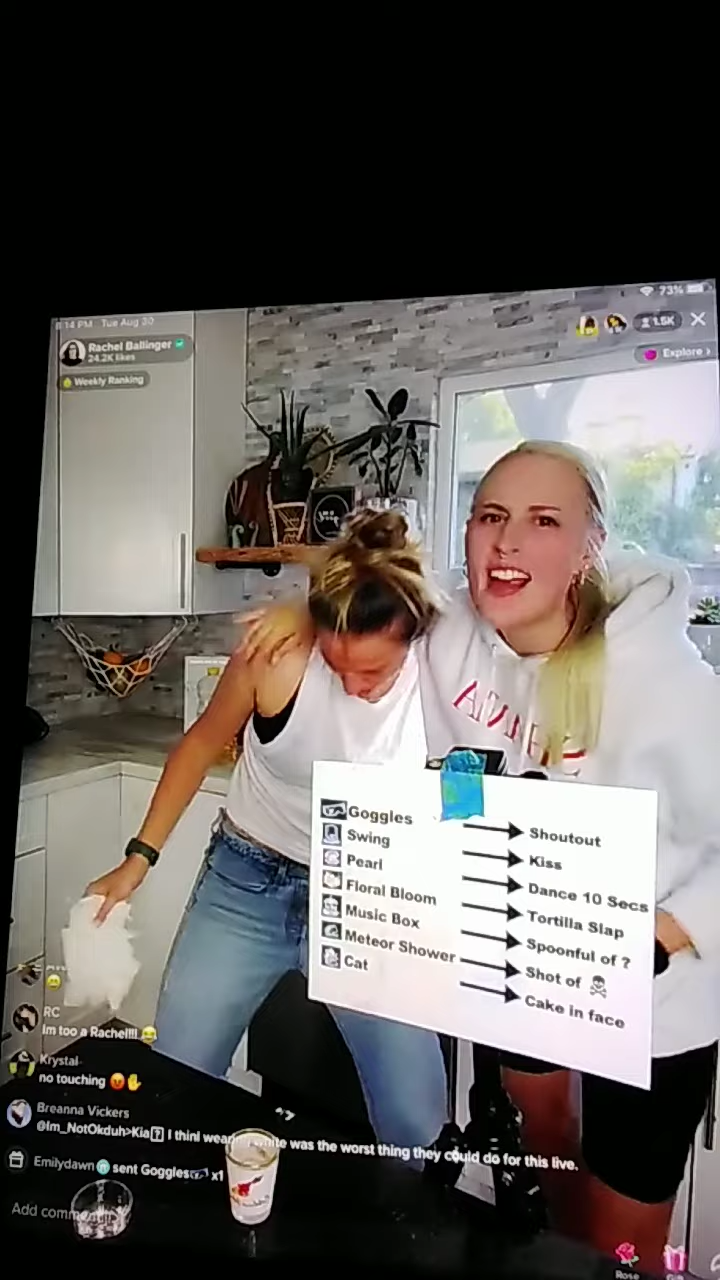 8:14 PM Tue Aug 30
73%
Rachel Ballinger
24.2K likes
1.5K
Explore >
Weekly Ranking
Goggles → Shoutout
Swing → Kiss
Pearl → Dance 10 Secs
Floral Bloom → Tortilla Slap
Music Box → Spoonful of ?
Meteor Shower → Shot of ☠
Cat → Cake in face
😂
RC
Im too a Rachel!!! 😂
Krystal
no touching 😡✋
Breanna Vickers
@Im_NotOkduh>Kia I thinl wearing white was the worst thing they could do for this live.
Emilydawn sent Goggles x1
Add comment
Rose